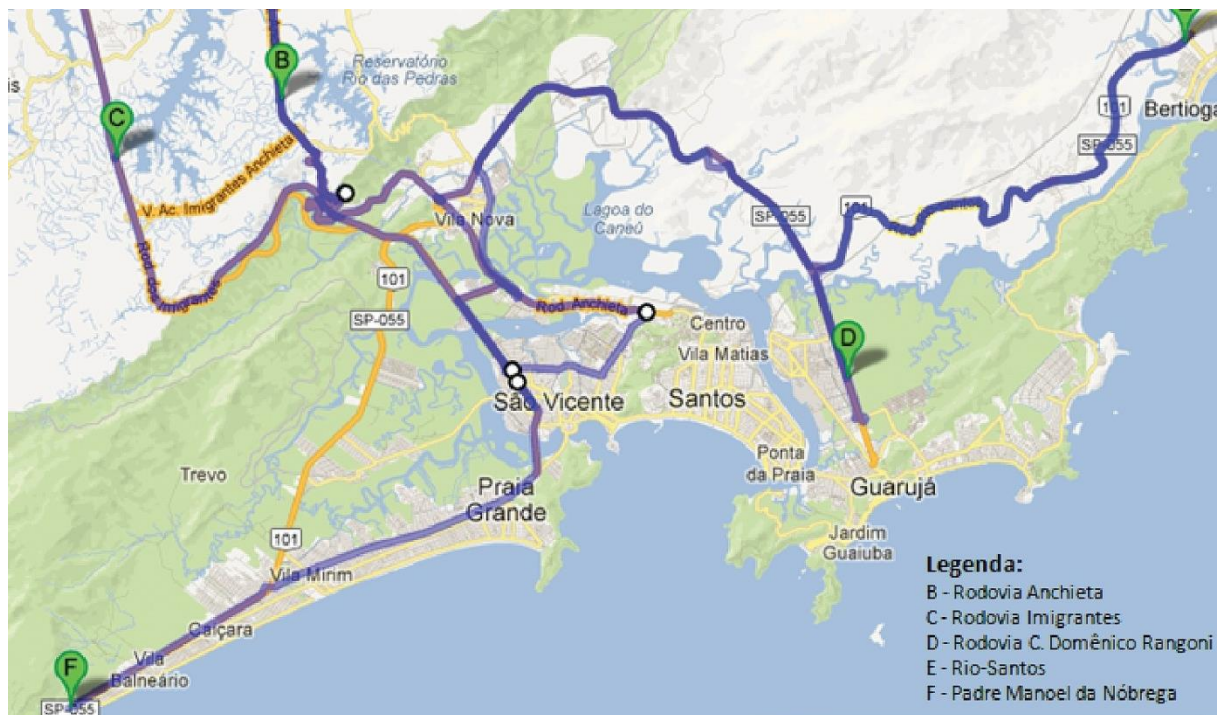 B
C
Reservatório
Rio das Pedras
101
Bertioga
SP-055
V. Ac. Imigrantes Anchieta
Vila Nova
Lagoa do
Caneú
SP-055
101
Rod. dos Imigrantes
101
SP-055
Rod. Anchieta
Centro
Vila Matias
D
São Vicente
Santos
Ponta
da Praia
Guarujá
Trevo
Praia
Grande
101
Jardim
Guaiuba
Vila Mirim
Caiçara
Vila
Balneário
F
SP-055
Legenda:
B - Rodovia Anchieta
C - Rodovia Imigrantes
D - Rodovia C. Domênico Rangoni
E - Rio-Santos
F - Padre Manoel da Nóbrega